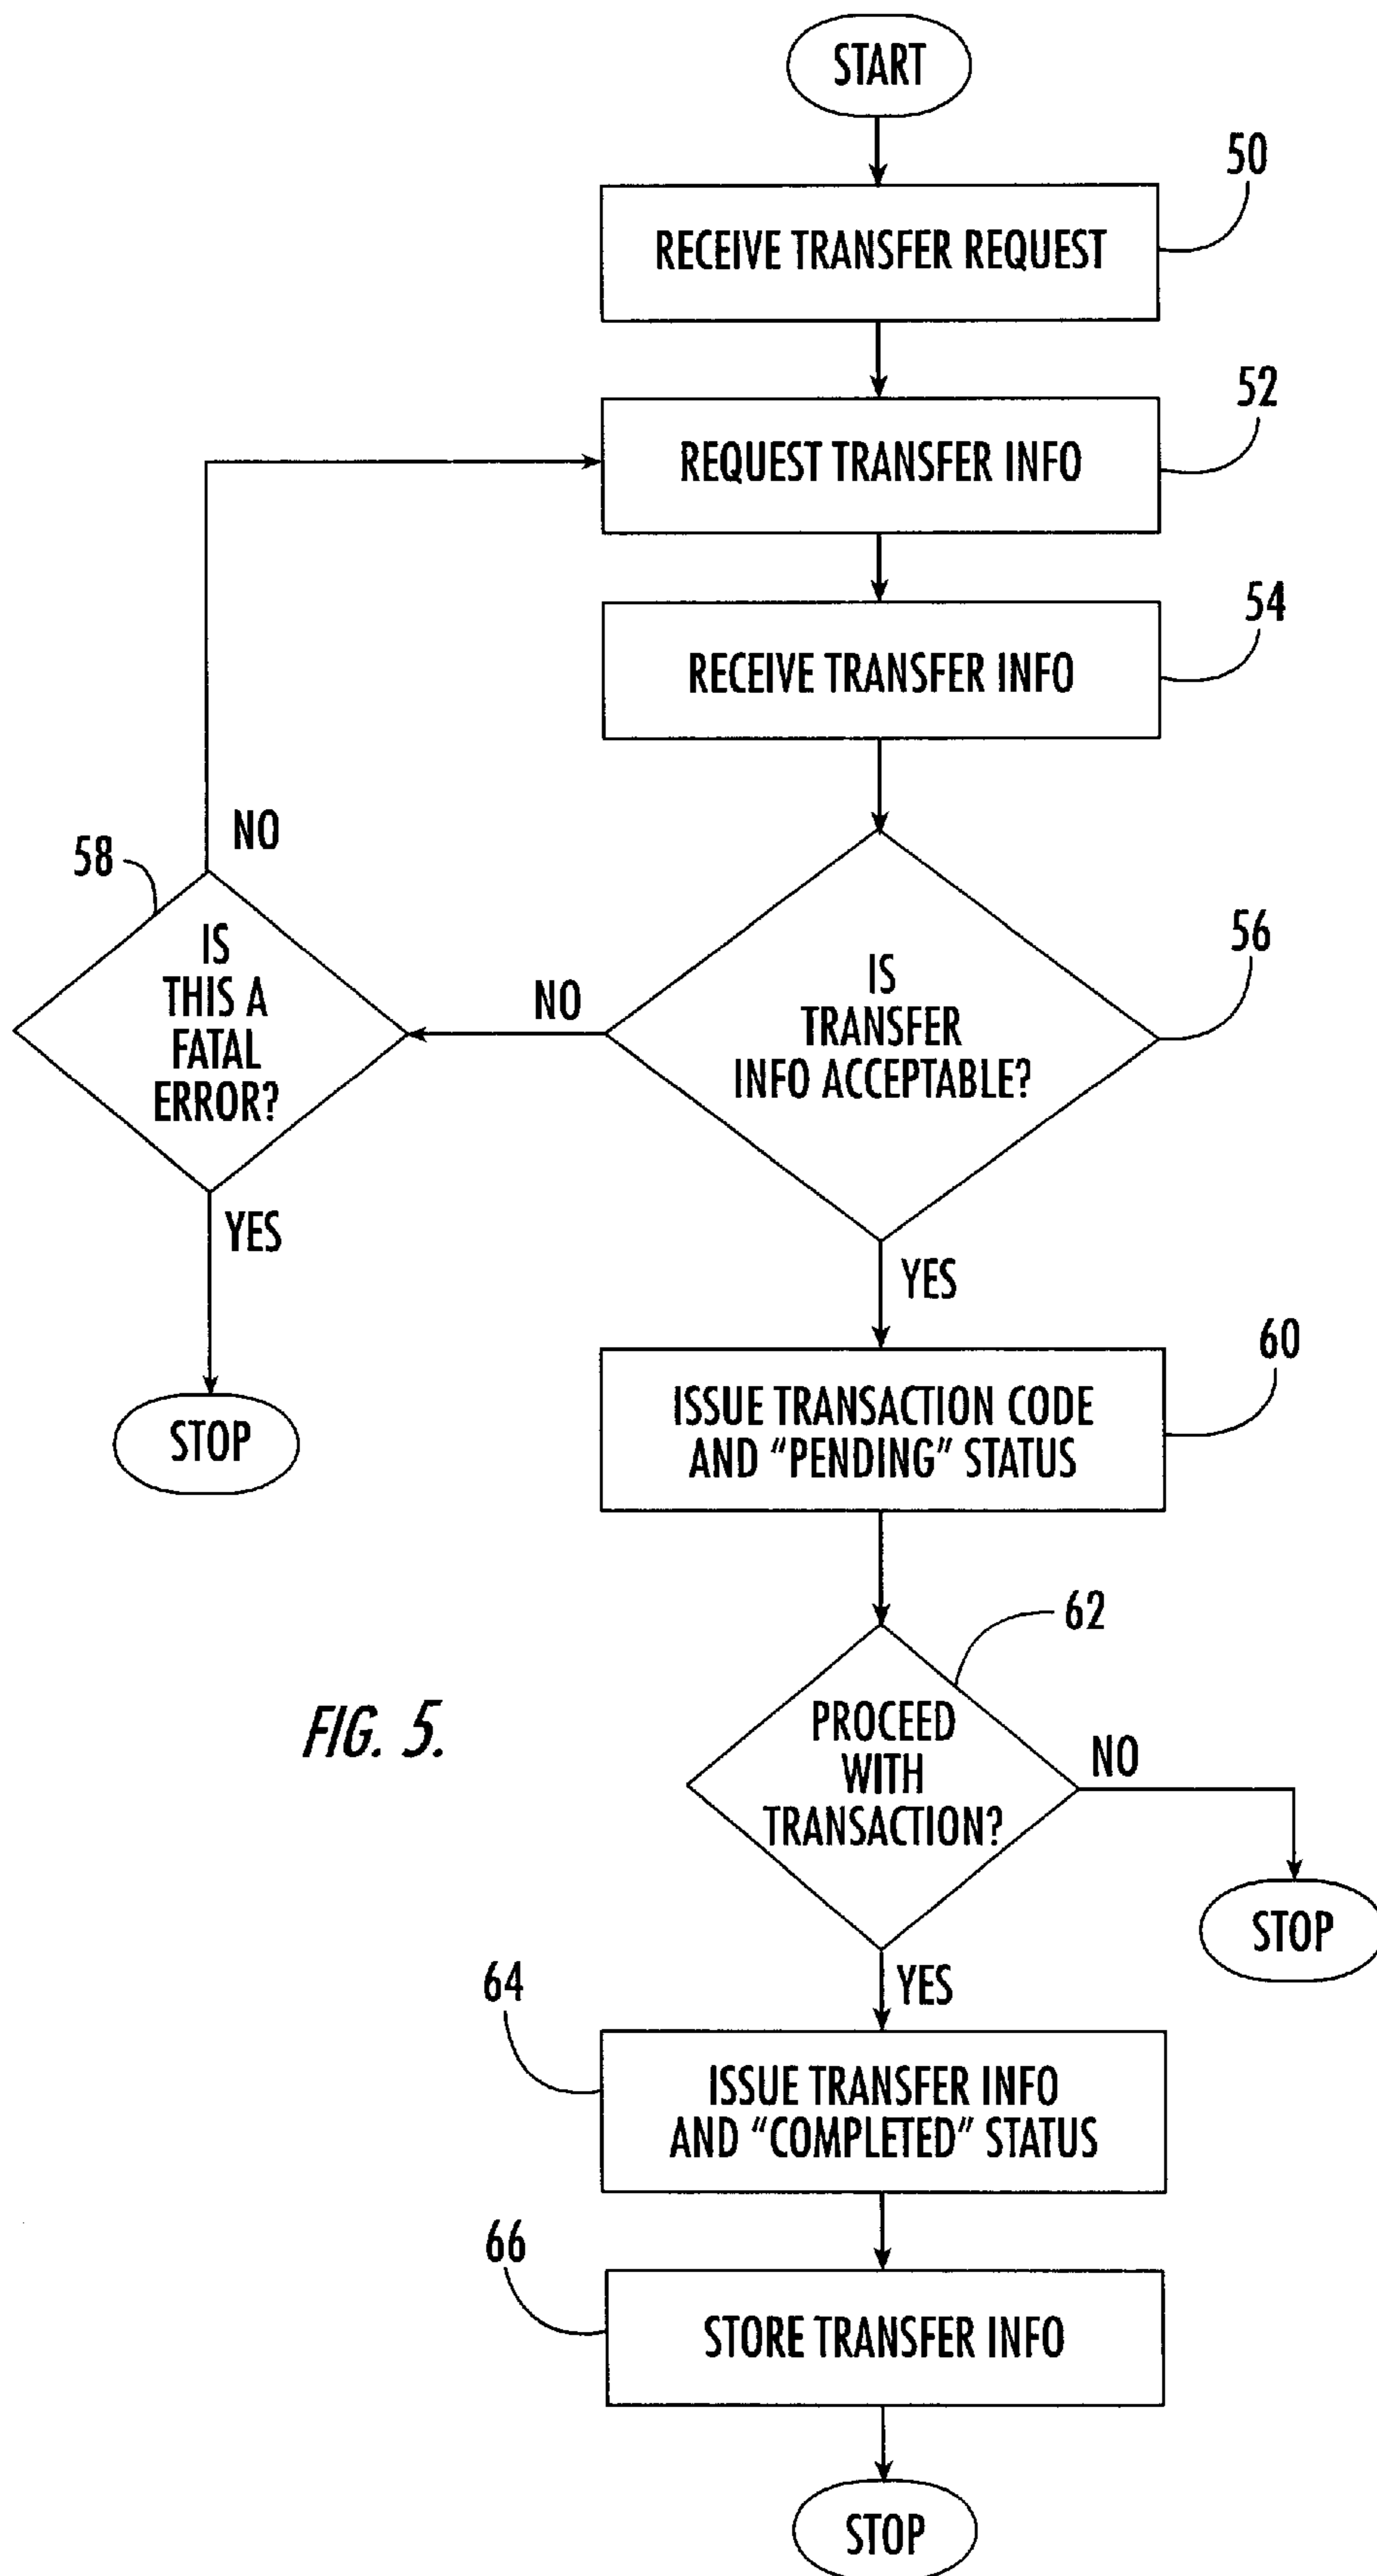 START
50
RECEIVE TRANSFER REQUEST
52
REQUEST TRANSFER INFO
54
RECEIVE TRANSFER INFO
NO
58
IS
THIS A
FATAL
ERROR?
NO
56
IS
TRANSFER
INFO ACCEPTABLE?
YES
STOP
YES
60
ISSUE TRANSACTION CODE
AND “PENDING” STATUS
62
PROCEED
WITH
TRANSACTION?
NO
STOP
FIG. 5.
YES
64
ISSUE TRANSFER INFO
AND “COMPLETED” STATUS
66
STORE TRANSFER INFO
STOP